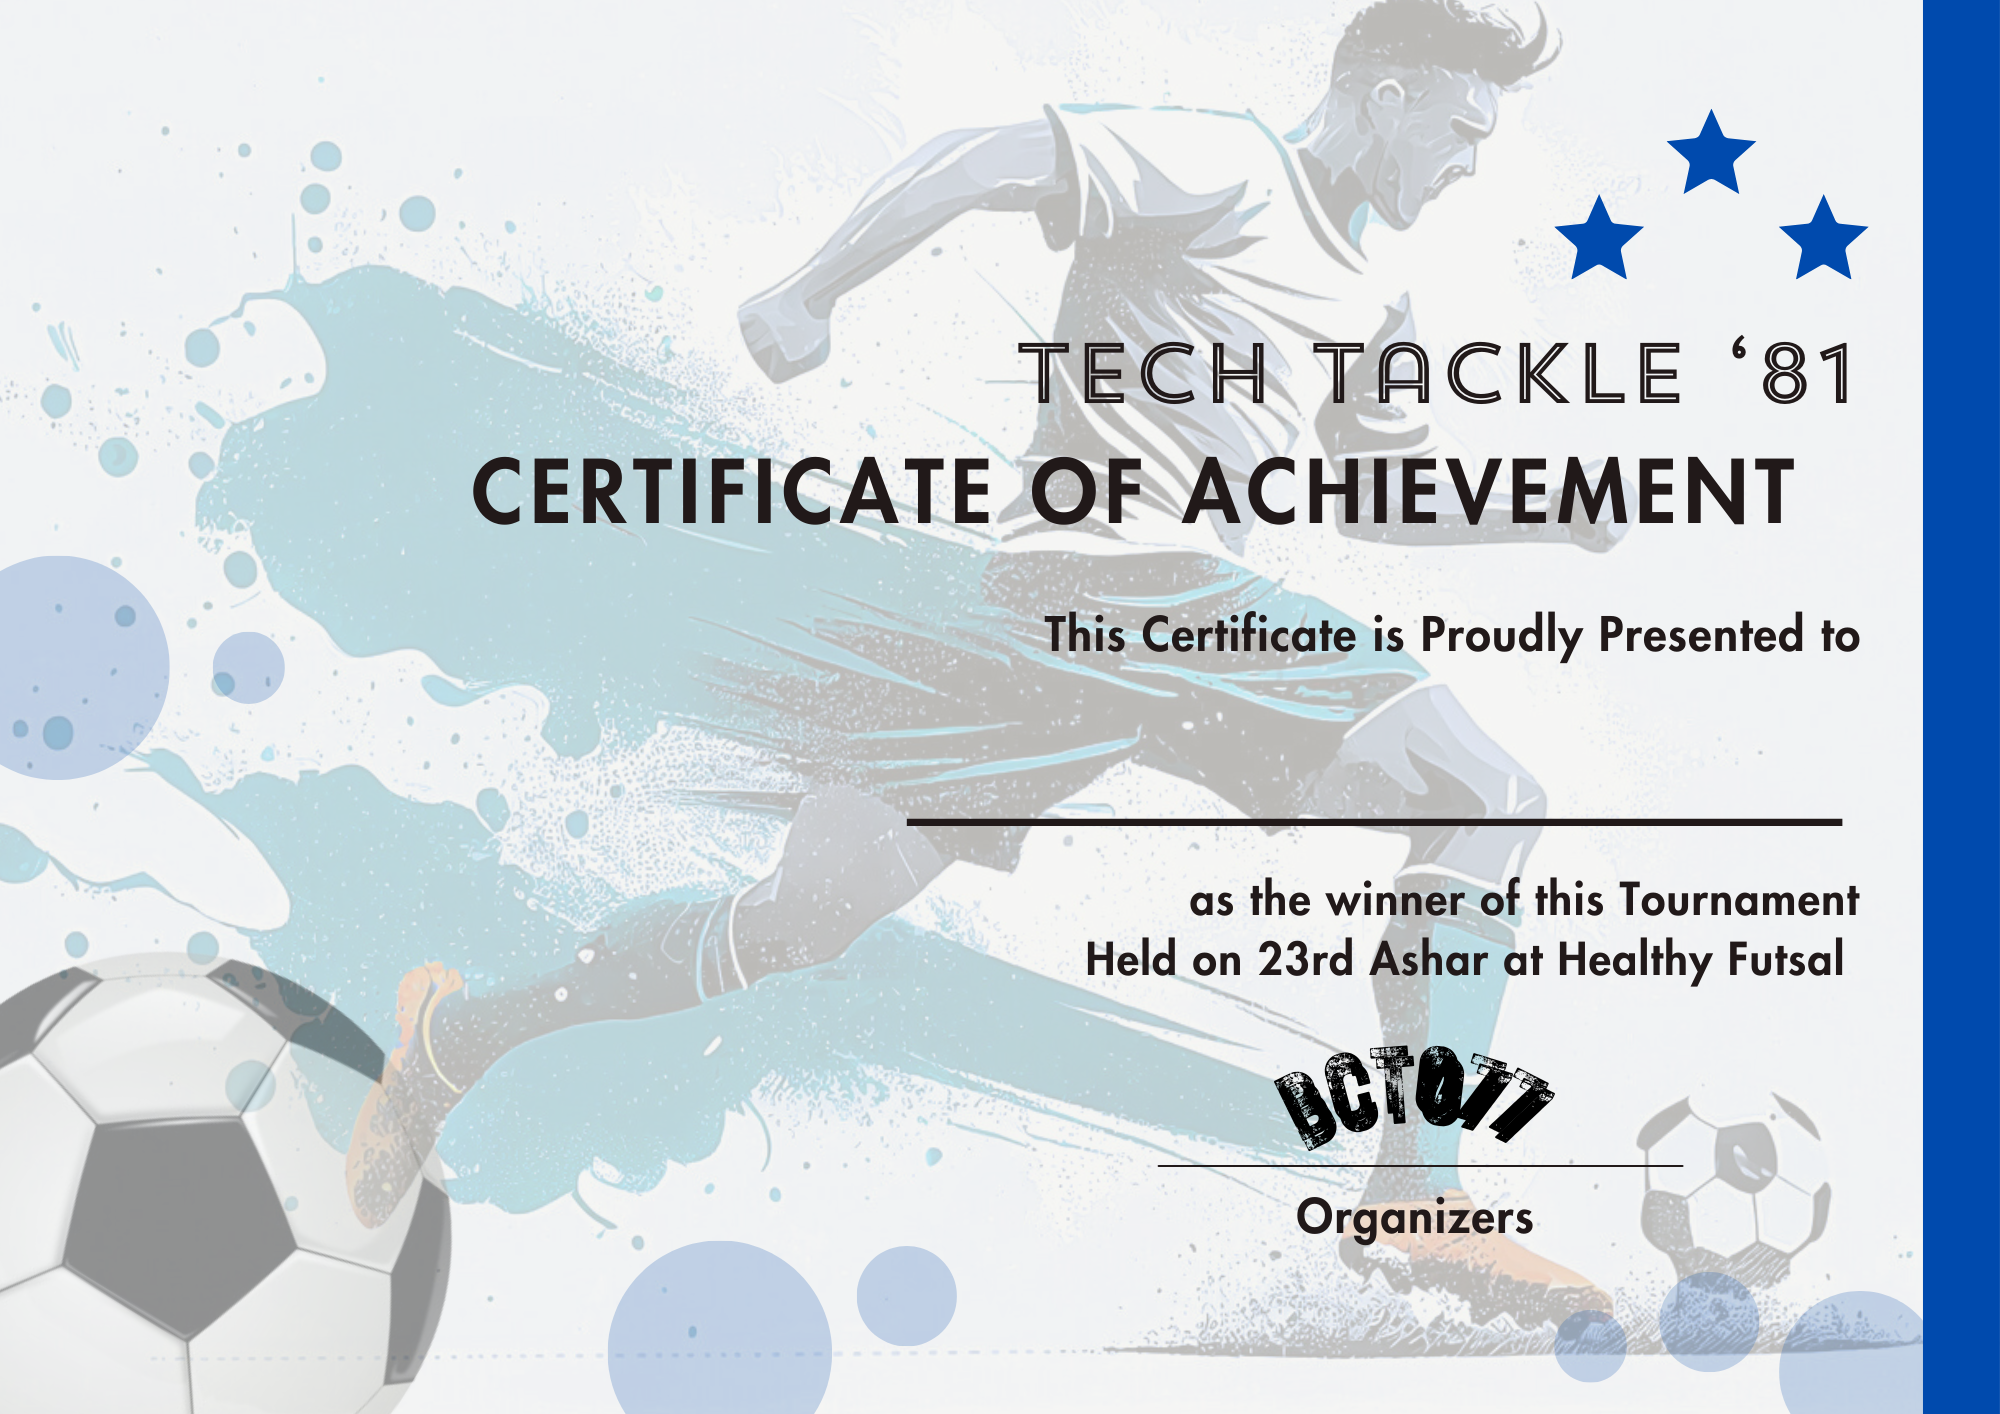 TECH TACKLE ‘81
CERTIFICATE OF ACHIEVEMENT
This Certificate is Proudly Presented to
as the winner of this Tournament
Held on 23rd Ashar at Healthy Futsal
BCT077
Organizers